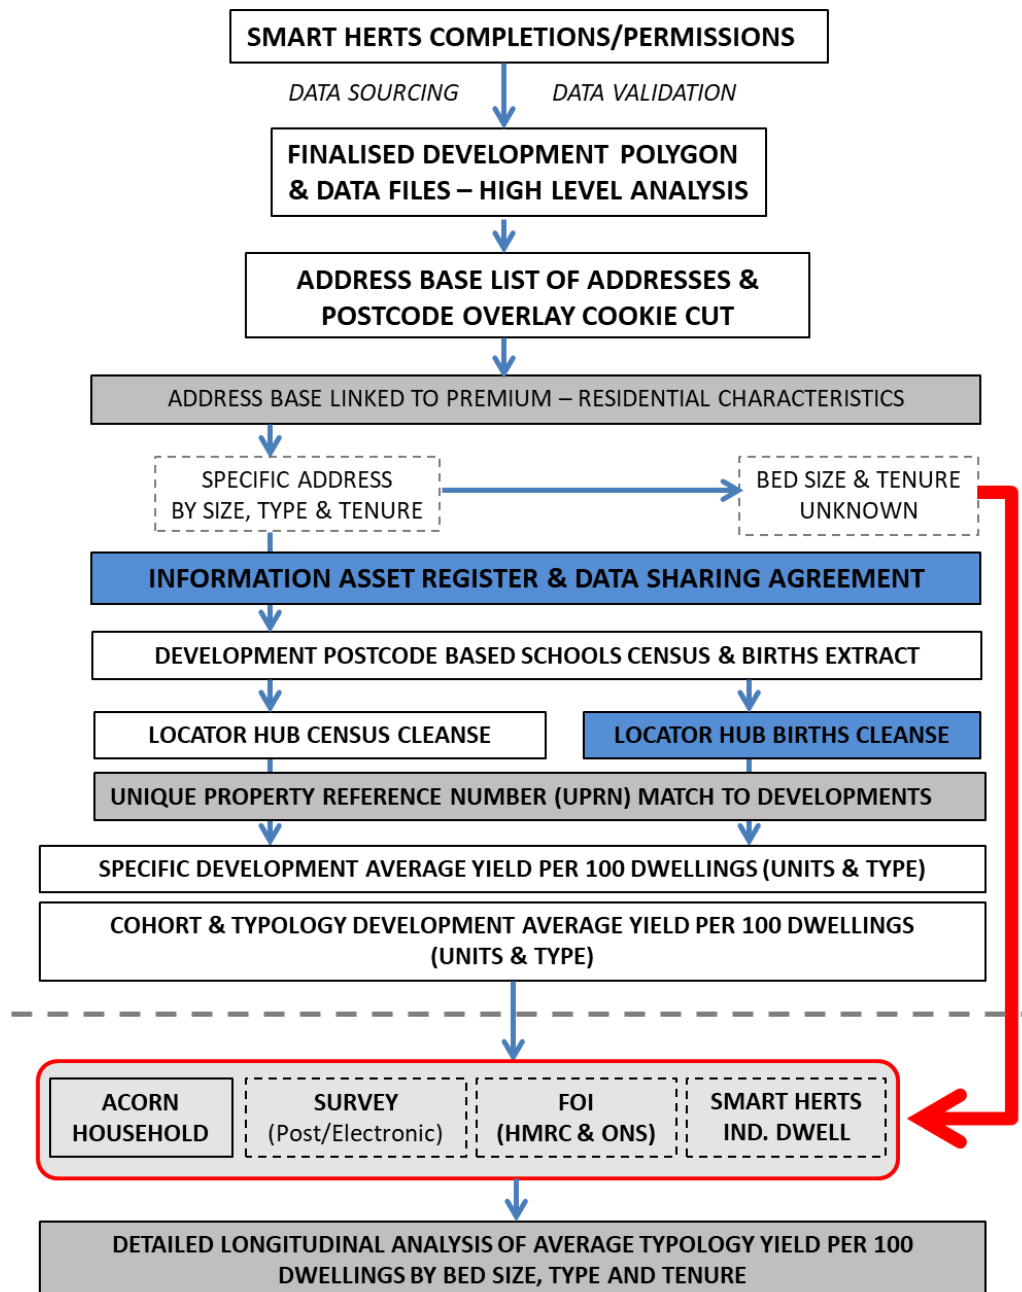 SMART HERTS COMPLETIONS/PERMISSIONS
DATA SOURCING
DATA VALIDATION
FINALISED DEVELOPMENT POLYGON
& DATA FILES – HIGH LEVEL ANALYSIS
ADDRESS BASE LIST OF ADDRESSES &
POSTCODE OVERLAY COOKIE CUT
ADDRESS BASE LINKED TO PREMIUM – RESIDENTIAL CHARACTERISTICS
SPECIFIC ADDRESS
BY SIZE, TYPE & TENURE
BED SIZE & TENURE
UNKNOWN
INFORMATION ASSET REGISTER & DATA SHARING AGREEMENT
DEVELOPMENT POSTCODE BASED SCHOOLS CENSUS & BIRTHS EXTRACT
LOCATOR HUB CENSUS CLEANSE
LOCATOR HUB BIRTHS CLEANSE
UNIQUE PROPERTY REFERENCE NUMBER (UPRN) MATCH TO DEVELOPMENTS
SPECIFIC DEVELOPMENT AVERAGE YIELD PER 100 DWELLINGS (UNITS & TYPE)
COHORT & TYPOLOGY DEVELOPMENT AVERAGE YIELD PER 100 DWELLINGS
(UNITS & TYPE)
ACORN
HOUSEHOLD
SURVEY
(Post/Electronic)
FOI
(HMRC & ONS)
SMART HERTS
IND. DWELL
DETAILED LONGITUDINAL ANALYSIS OF AVERAGE TYPOLOGY YIELD PER 100
DWELLINGS BY BED SIZE, TYPE AND TENURE